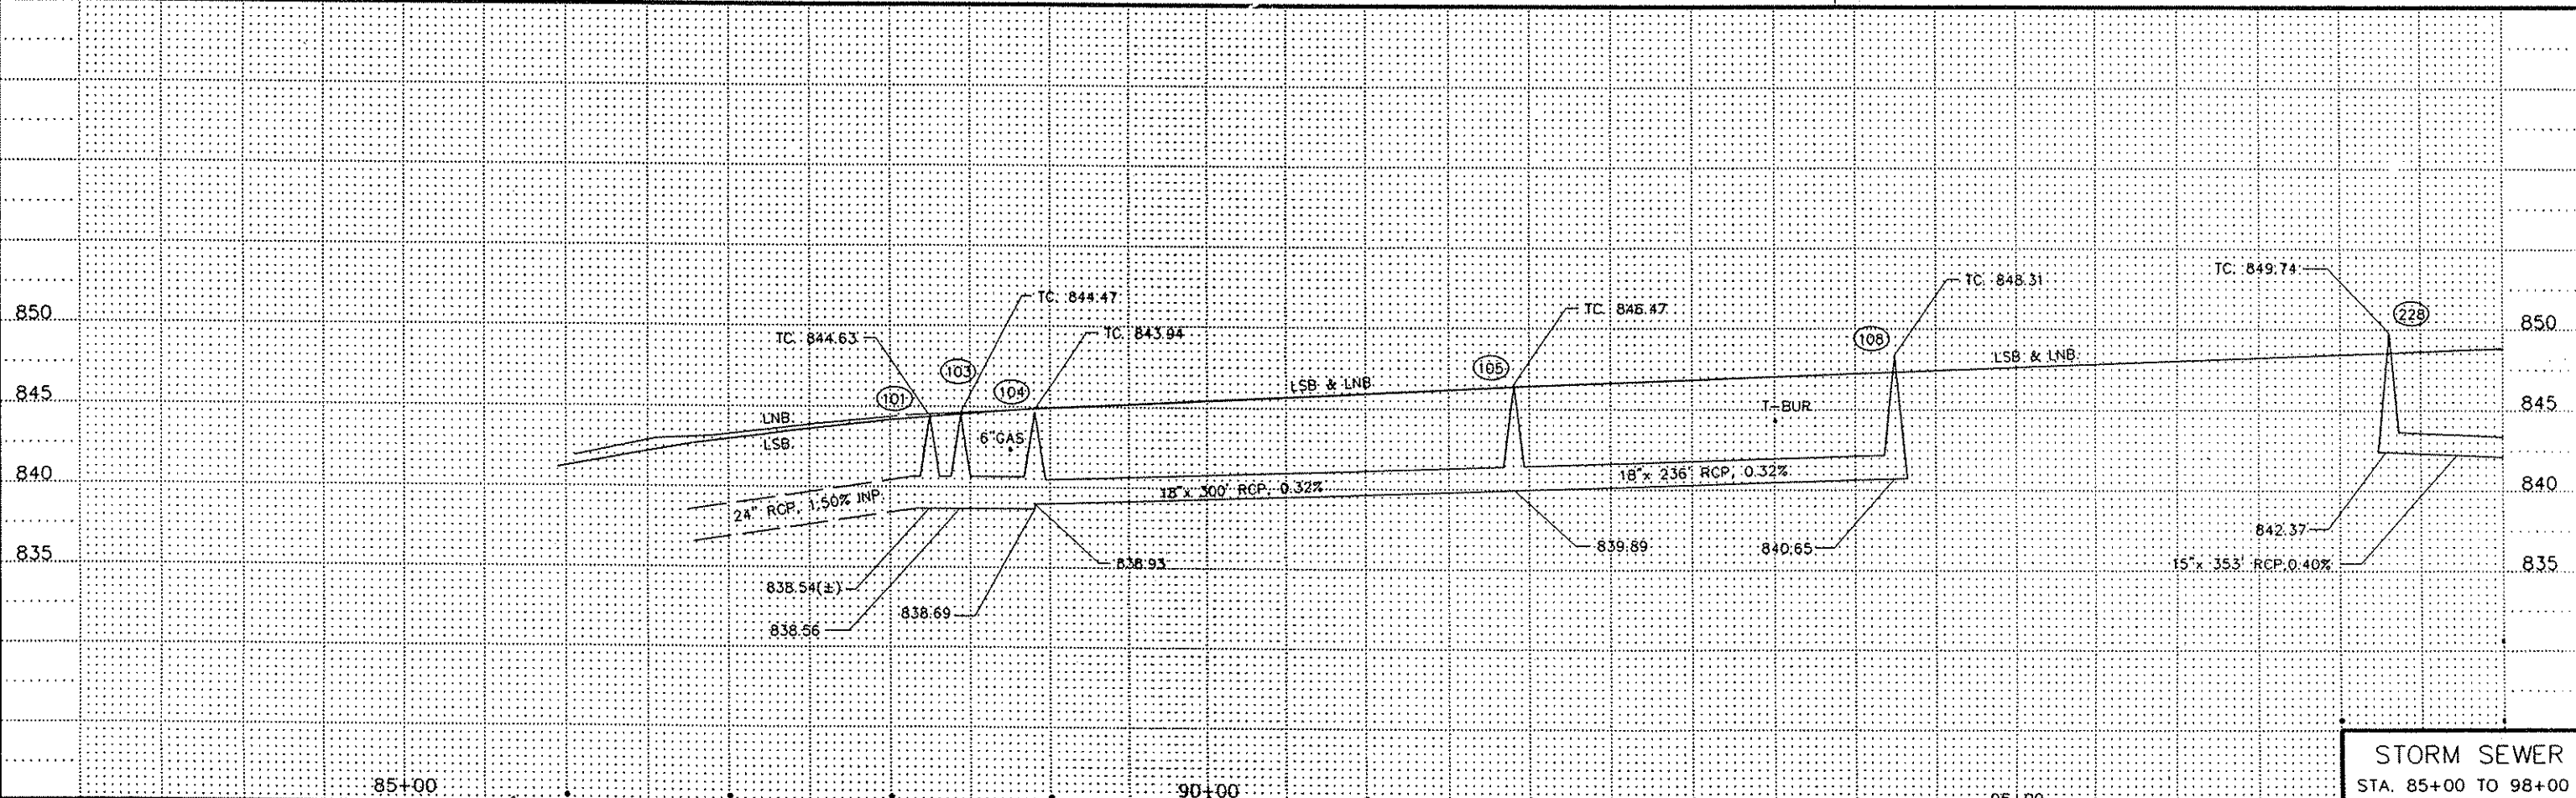 TC. 849.74
TC. 848.31
228
TC. 844.47
TC. 846.47
850
850
TC. 844.63
TC. 843.94
108
LSB & LNB
103
105
104
LSB & LNB
101
845
T-BUR
845
LNB.
LSB.
6"GAS
840
18"x 236' RCP, 0.32%
18"x 300' RCP, 0.32%
840
24" RCP, 1.50% INP
842.37
839.89
840.65
835
838.93
15"x 353' RCP,0.40%
835
838.54(±)
838.69
838.56
STORM SEWER
85+00
90+00
STA. 85+00 TO 98+00